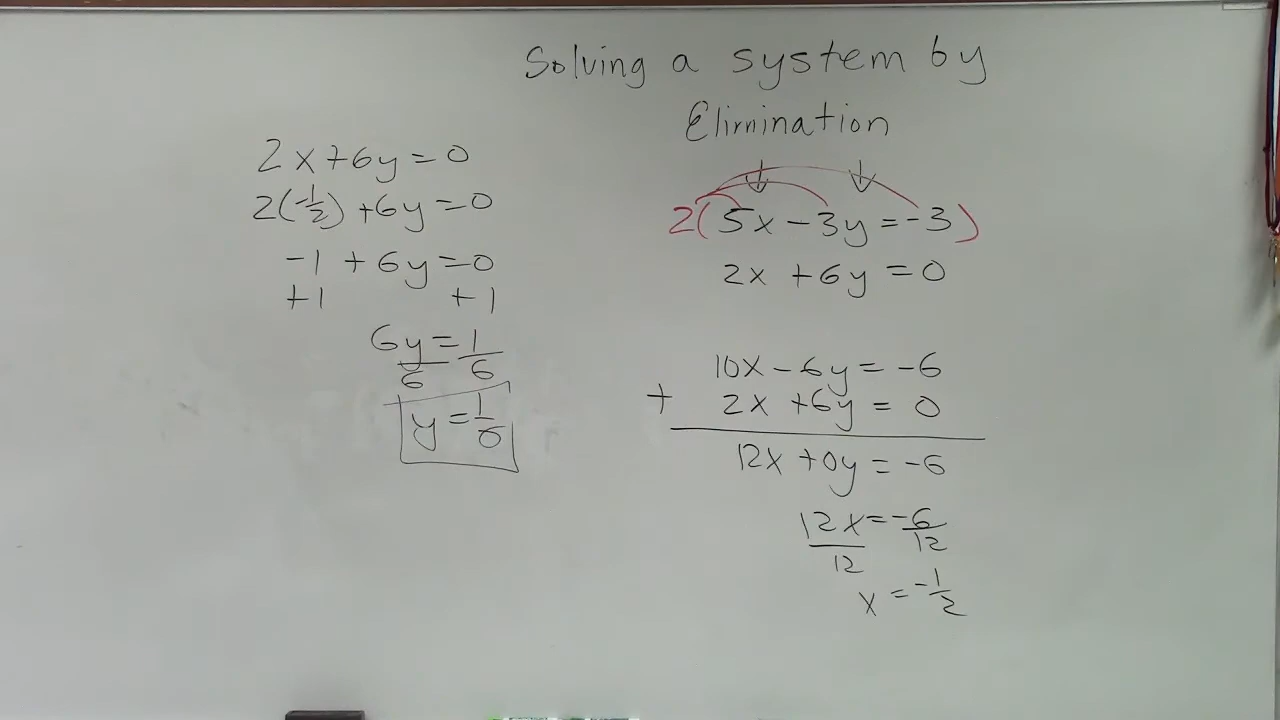 Solving a system by
Elimination
2(5x - 3y = -3)
2x + 6y = 0
10x - 6y = -6
+ 2x + 6y = 0
12x + 0y = -6
12x/12 = -6/12
x = -1/2
2x + 6y = 0
2(-1/2) + 6y = 0
-1 + 6y = 0
+1 +1
6y/6 = 1/6
y = 1/6